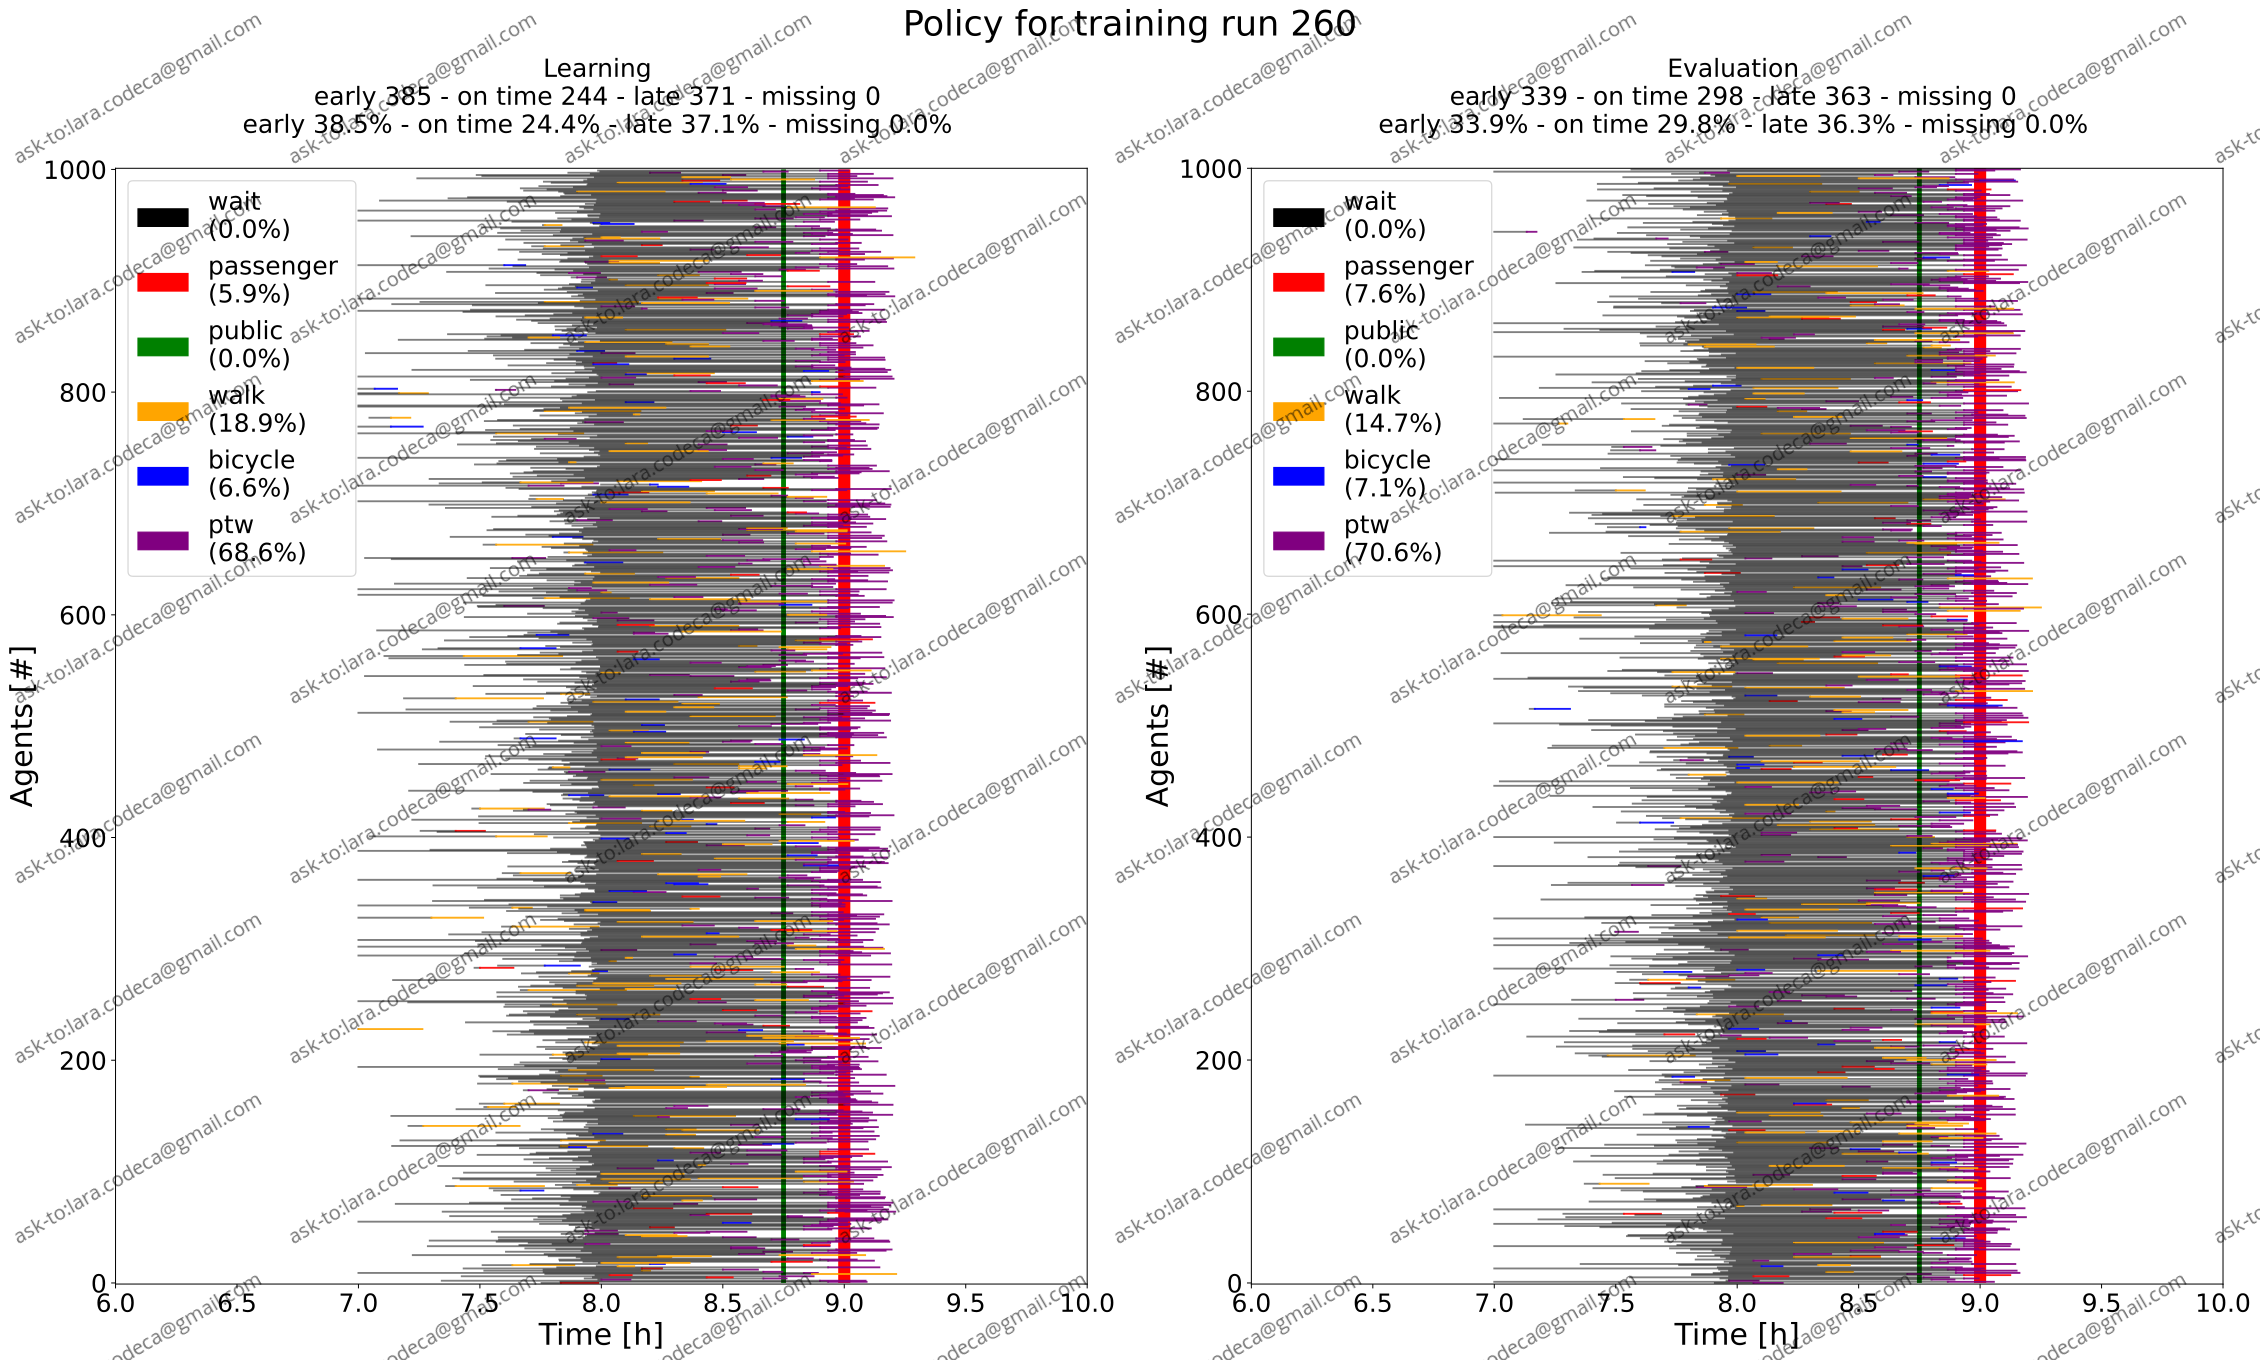 Policy for training run 260
Learning
early 385 - on time 244 - late 371 - missing 0
early 38.5% - on time 24.4% - late 37.1% - missing 0.0%
1000
800
600
400
200
0
Agents [#]
wait
(0.0%)
passenger
(5.9%)
public
(0.0%)
walk
(18.9%)
bicycle
(6.6%)
ptw
(68.6%)
6.0 6.5 7.0 7.5 8.0 8.5 9.0 9.5 10.0
Time [h]
Evaluation
early 339 - on time 298 - late 363 - missing 0
early 33.9% - on time 29.8% - late 36.3% - missing 0.0%
1000
800
600
400
200
0
Agents [#]
wait
(0.0%)
passenger
(7.6%)
public
(0.0%)
walk
(14.7%)
bicycle
(7.1%)
ptw
(70.6%)
6.0 6.5 7.0 7.5 8.0 8.5 9.0 9.5 10.0
Time [h]
ask-to:lara.codeca@gmail.com